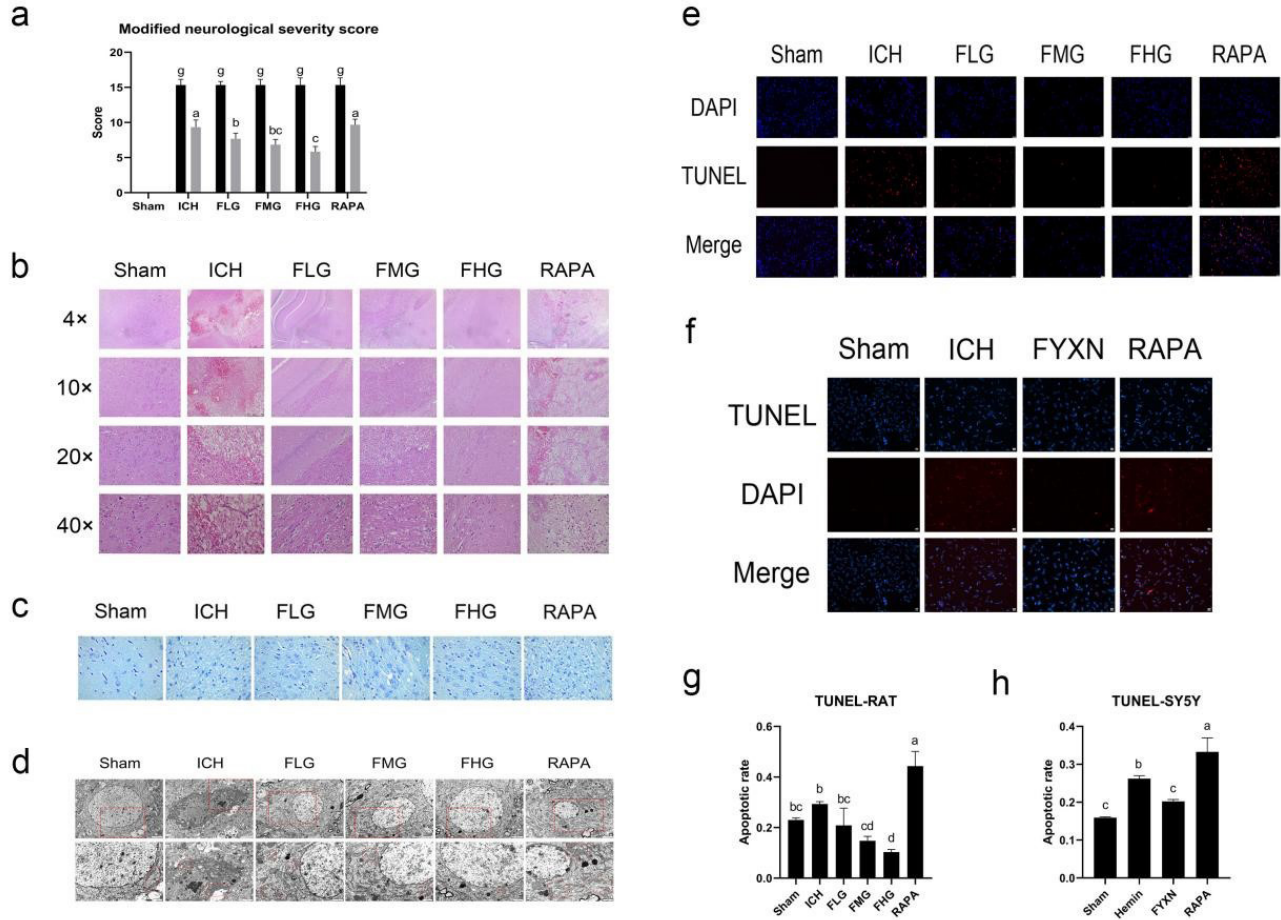 a
Modified neurological severity score
Score
20
15
10
5
0
g g g g g
a b bc c a
Sham ICH FLG FMG FHG RAPA
b
Sham ICH FLG FMG FHG RAPA
4×
10×
20×
40×
c
Sham ICH FLG FMG FHG RAPA
d
Sham ICH FLG FMG FHG RAPA
e
Sham ICH FLG FMG FHG RAPA
DAPI
TUNEL
Merge
f
Sham ICH FYXN RAPA
TUNEL
DAPI
Merge
g
TUNEL-RAT
Apoptotic rate
0.6
0.4
0.2
0.0
bc b bc cd d a
Sham ICH FLG FMG FHG RAPA
h
TUNEL-SY5Y
Apoptotic rate
0.4
0.3
0.2
0.1
0.0
c b c a
Sham Hemin FYXN RAPA